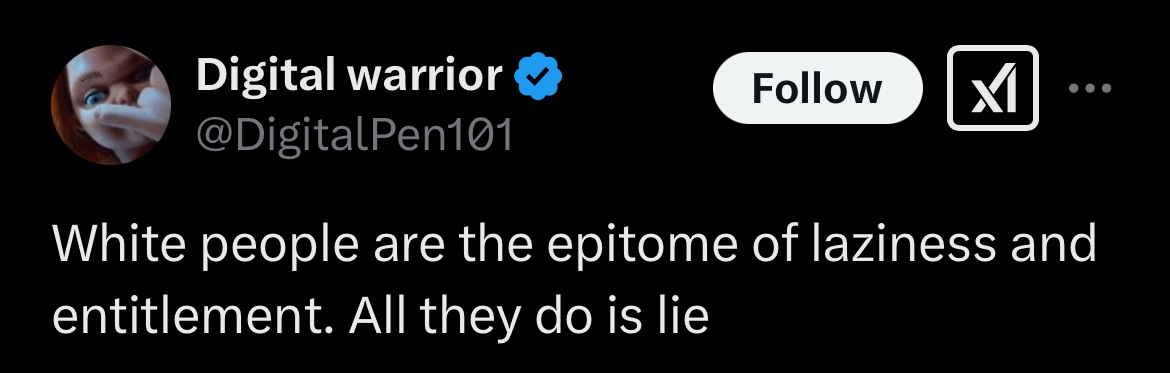 Digital warrior
Follow
@DigitalPen101
White people are the epitome of laziness and
entitlement. All they do is lie